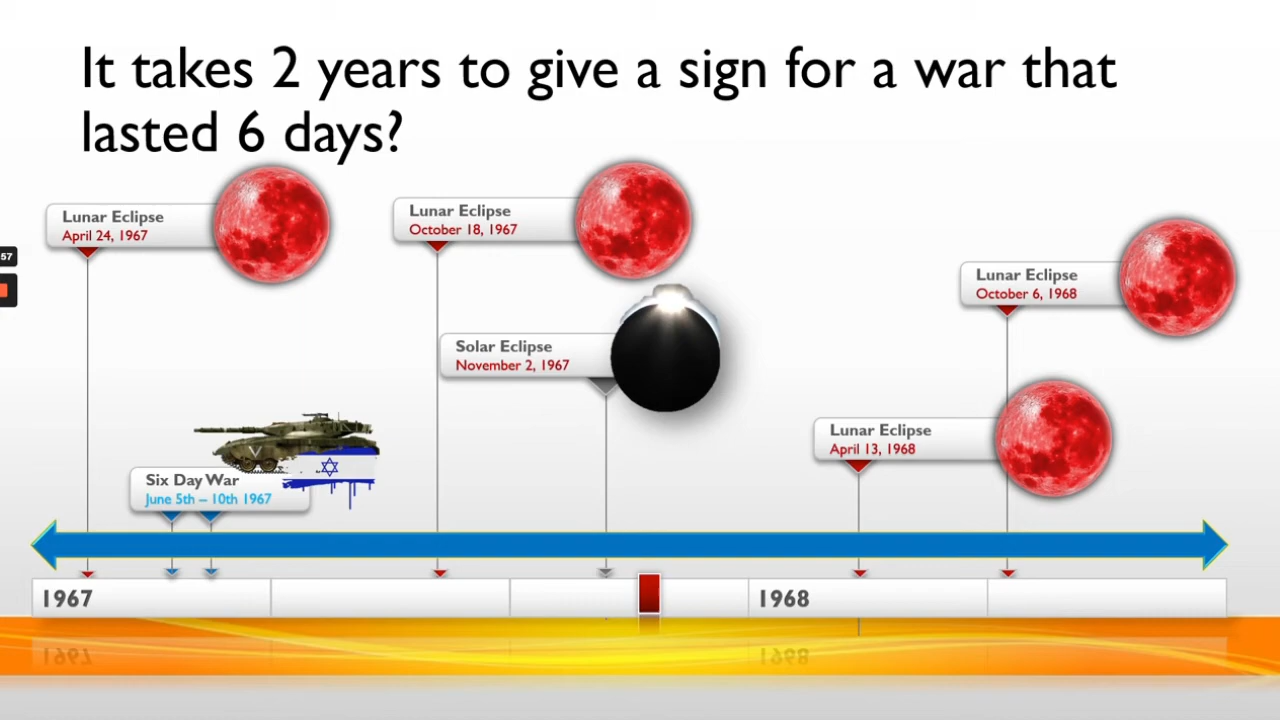 It takes 2 years to give a sign for a war that
lasted 6 days?
Lunar Eclipse
April 24, 1967
Lunar Eclipse
October 18, 1967
Lunar Eclipse
October 6, 1968
Solar Eclipse
November 2, 1967
Lunar Eclipse
April 13, 1968
Six Day War
June 5th – 10th 1967
1967
1968
57